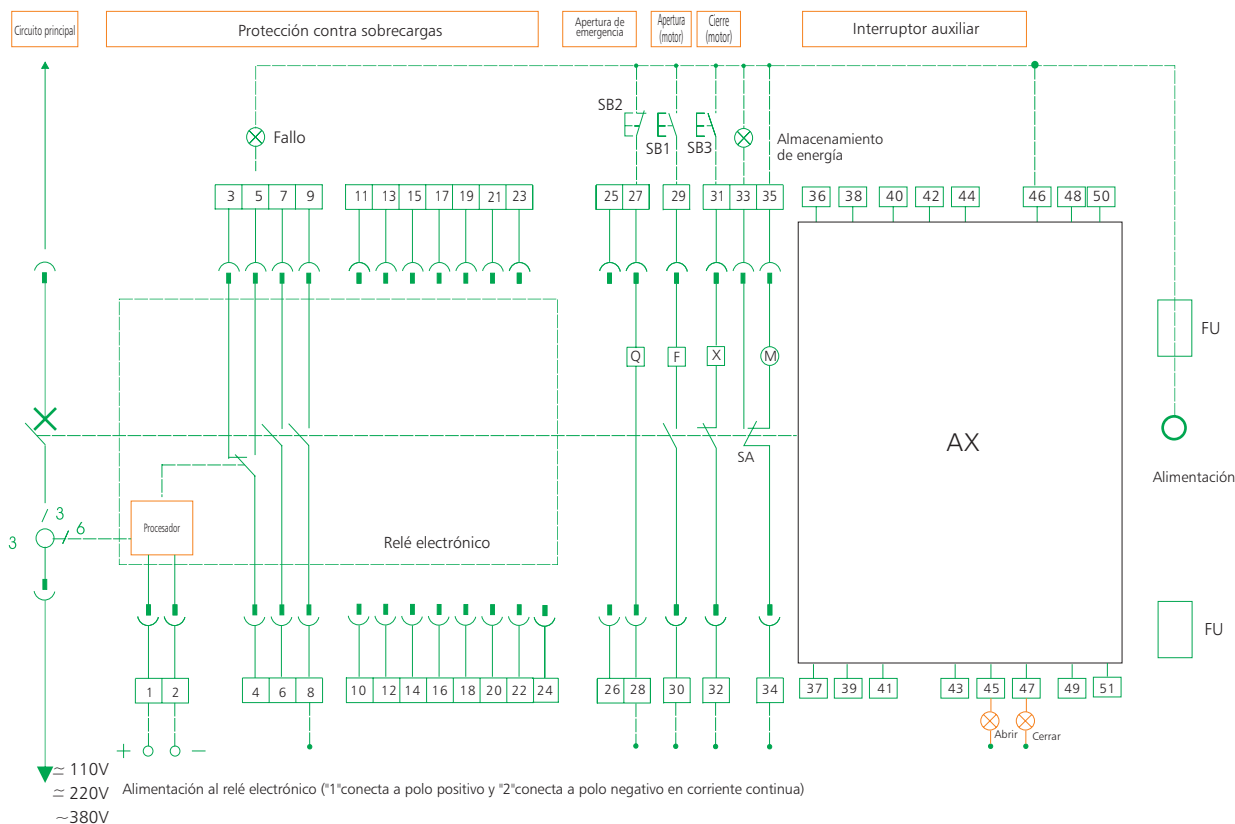 Circuito principal
Protección contra sobrecargas
Apertura de
emergencia
Apertura
(motor)
Cierre
(motor)
Interruptor auxiliar
SB2
SB1
SB3
Fallo
Almacenamiento
de energía
3 5 7 9 11 13 15 17 19 21 23 25 27 29 31 33 35
36 38 40 42 44 46 48 50
FU
Q F X M
AX
SA
Alimentación
3
3
6
Procesador
Relé electrónico
FU
1 2 4 6 8 10 12 14 16 18 20 22 24 26 28 30 32 34
37 39 41 43 45 47 49 51
Abrir
Cerrar
+ −
≃ 110V
≃ 220V
~380V
Alimentación al relé electrónico ("1"conecta a polo positivo y "2"conecta a polo negativo en corriente continua)